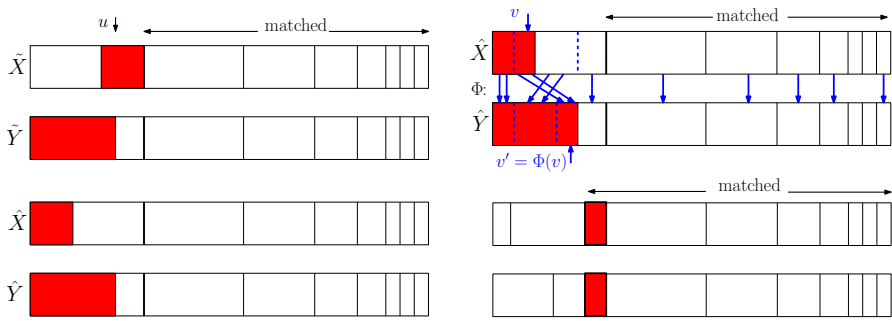 u
matched
X̃
Ỹ
X̂
Ŷ
v
matched
X̂
Φ:
Ŷ
v′ = Φ(v)
matched